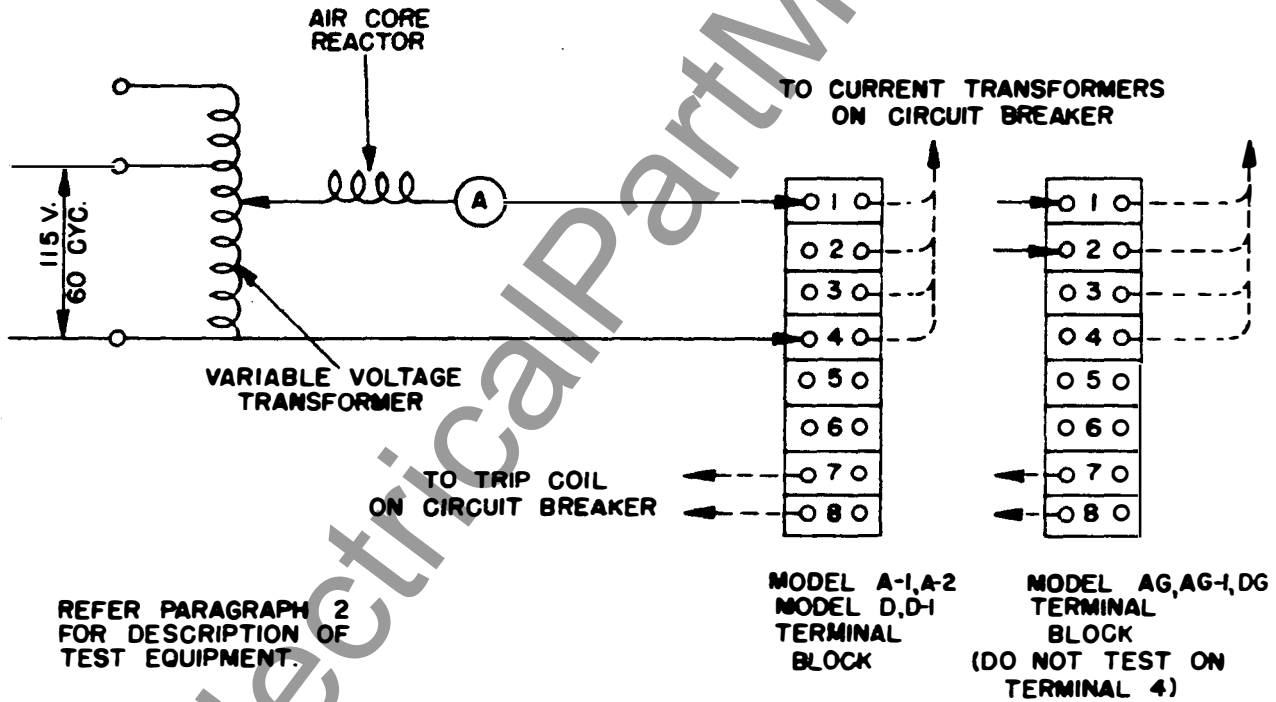 AIR CORE
REACTOR
TO CURRENT TRANSFORMERS
ON CIRCUIT BREAKER
115 V.
60 CYC.
A
1
2
3
4
5
6
7
8
1
2
3
4
5
6
7
8
VARIABLE VOLTAGE
TRANSFORMER
TO TRIP COIL
ON CIRCUIT BREAKER
REFER PARAGRAPH 2
FOR DESCRIPTION OF
TEST EQUIPMENT.
MODEL A-1,A-2
MODEL D,D-1
TERMINAL
BLOCK
MODEL AG,AG-1,DG
TERMINAL
BLOCK
(DO NOT TEST ON
TERMINAL 4)
lectricalPartM